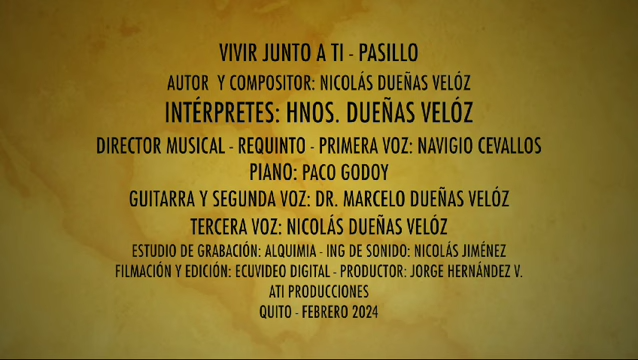 VIVIR JUNTO A TI - PASILLO
AUTOR Y COMPOSITOR: NICOLÁS DUEÑAS VELÓZ
INTÉRPRETES: HNOS. DUEÑAS VELÓZ
DIRECTOR MUSICAL - REQUINTO - PRIMERA VOZ: NAVIGIO CEVALLOS
PIANO: PACO GODOY
GUITARRA Y SEGUNDA VOZ: DR. MARCELO DUEÑAS VELÓZ
TERCERA VOZ: NICOLÁS DUEÑAS VELÓZ
ESTUDIO DE GRABACIÓN: ALQUIMIA - ING DE SONIDO: NICOLÁS JIMÉNEZ
FILMACIÓN Y EDICIÓN: ECUVIDEO DIGITAL - PRODUCTOR: JORGE HERNÁNDEZ V.
ATI PRODUCCIONES
QUITO - FEBRERO 2024